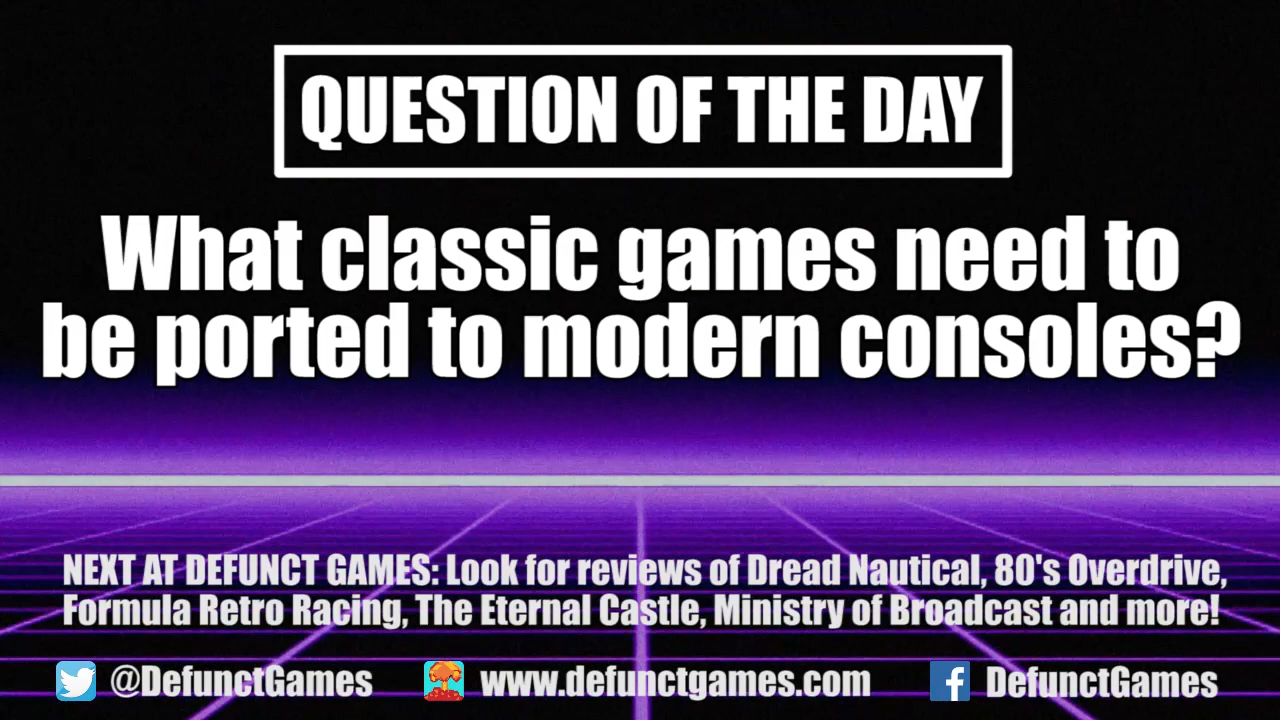 QUESTION OF THE DAY
What classic games need to
be ported to modern consoles?
NEXT AT DEFUNCT GAMES: Look for reviews of Dread Nautical, 80's Overdrive,
Formula Retro Racing, The Eternal Castle, Ministry of Broadcast and more!
@DefunctGames www.defunctgames.com DefunctGames